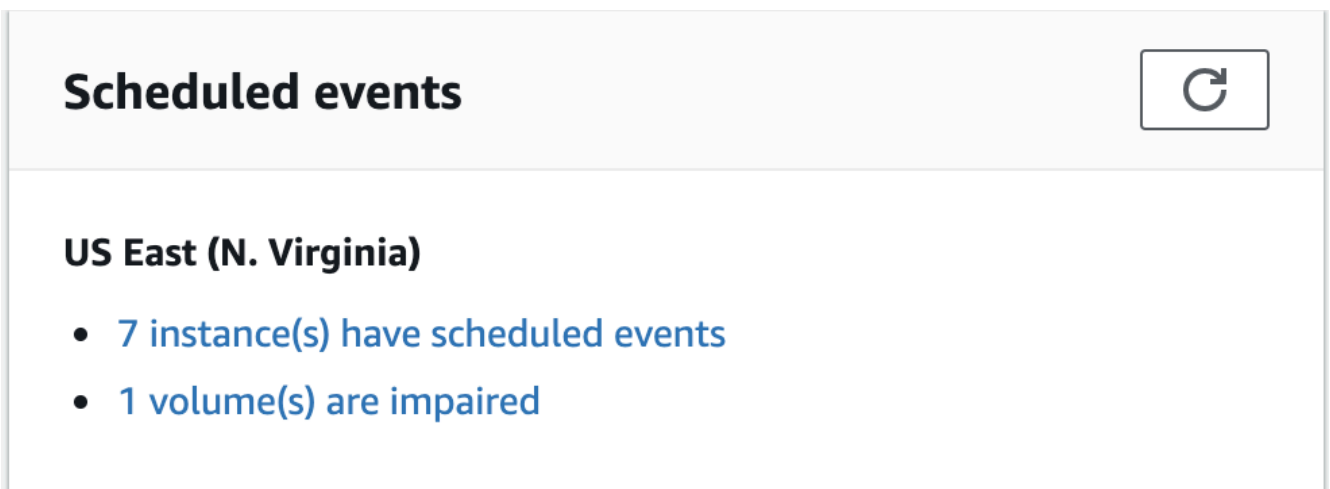 Scheduled events
US East (N. Virginia)
7 instance(s) have scheduled events
1 volume(s) are impaired